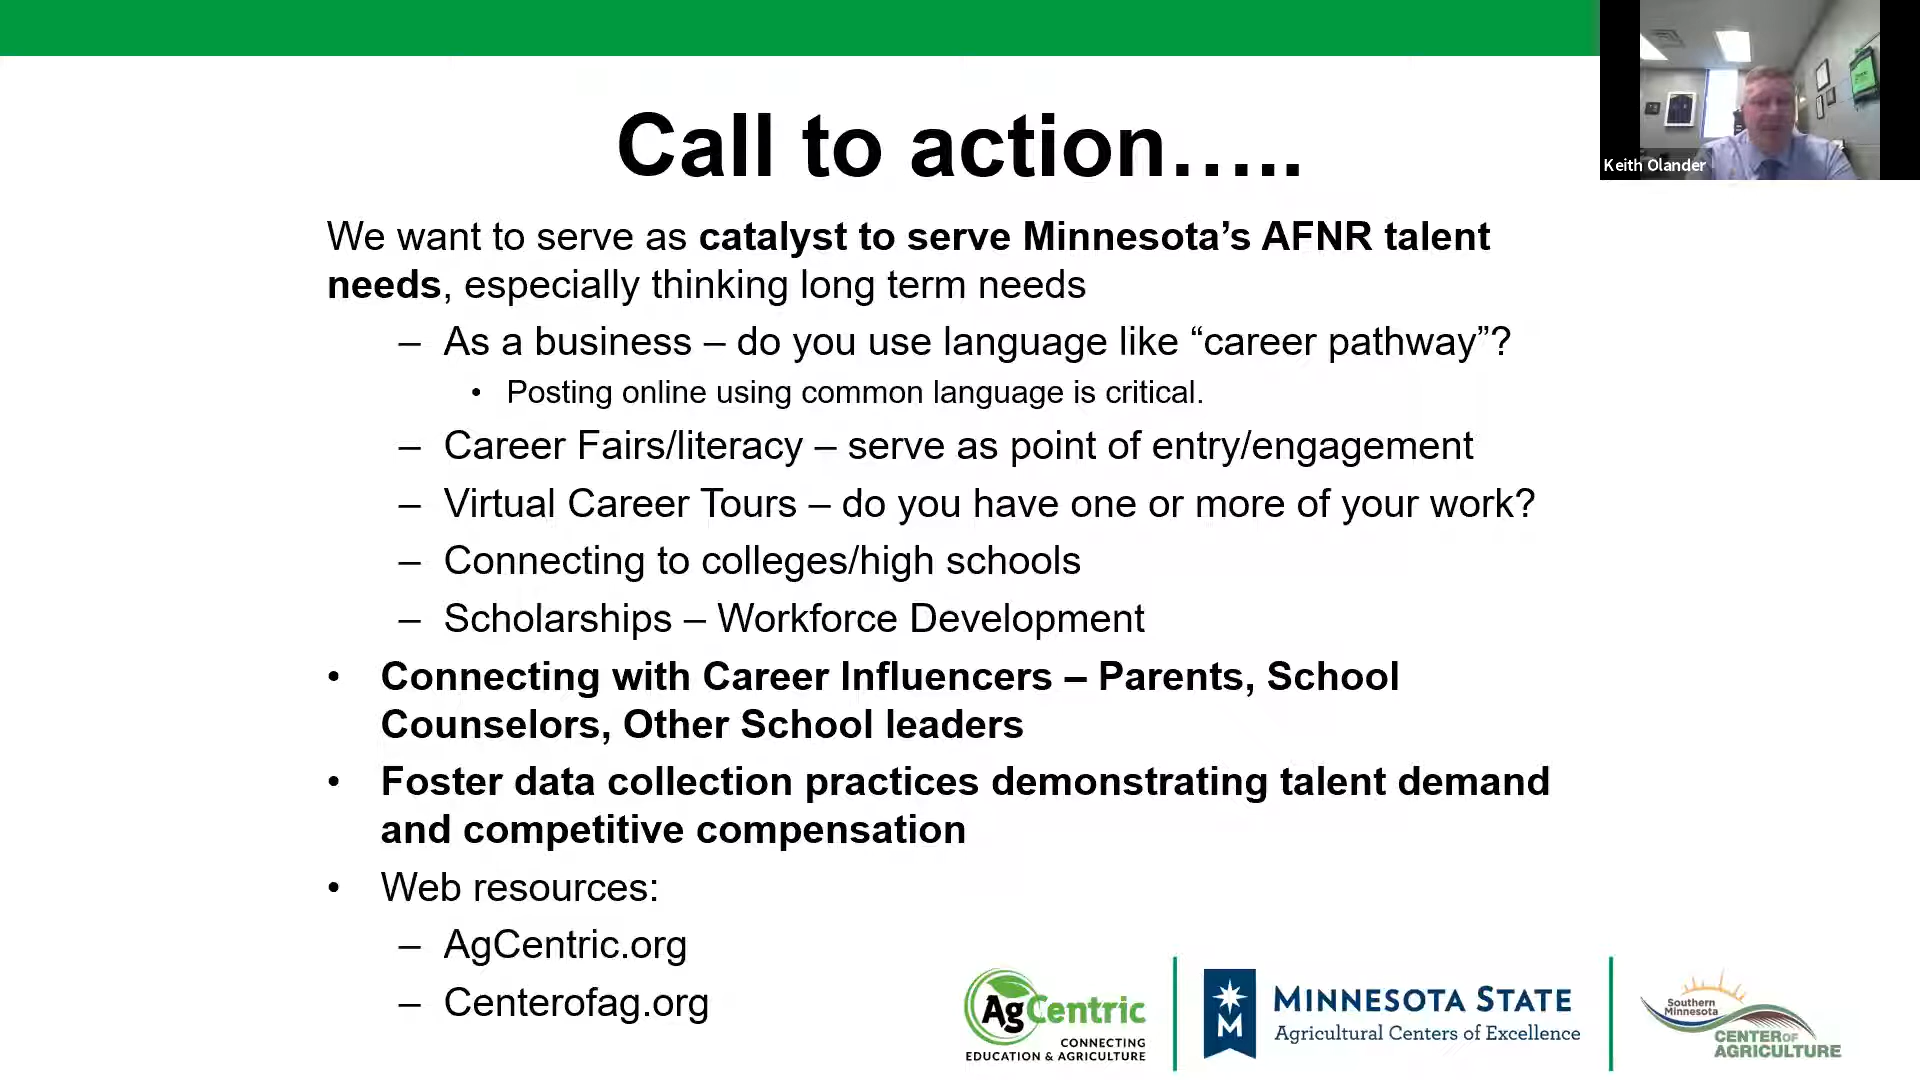 Call to action…..
Keith Olander
We want to serve as catalyst to serve Minnesota’s AFNR talent
needs, especially thinking long term needs
– As a business – do you use language like “career pathway”?
• Posting online using common language is critical.
– Career Fairs/literacy – serve as point of entry/engagement
– Virtual Career Tours – do you have one or more of your work?
– Connecting to colleges/high schools
– Scholarships – Workforce Development
• Connecting with Career Influencers – Parents, School
Counselors, Other School leaders
• Foster data collection practices demonstrating talent demand
and competitive compensation
• Web resources:
– AgCentric.org
– Centerofag.org
AgCentric
CONNECTING
EDUCATION & AGRICULTURE
M
MINNESOTA STATE
Agricultural Centers of Excellence
Southern
Minnesota
CENTER OF
AGRICULTURE